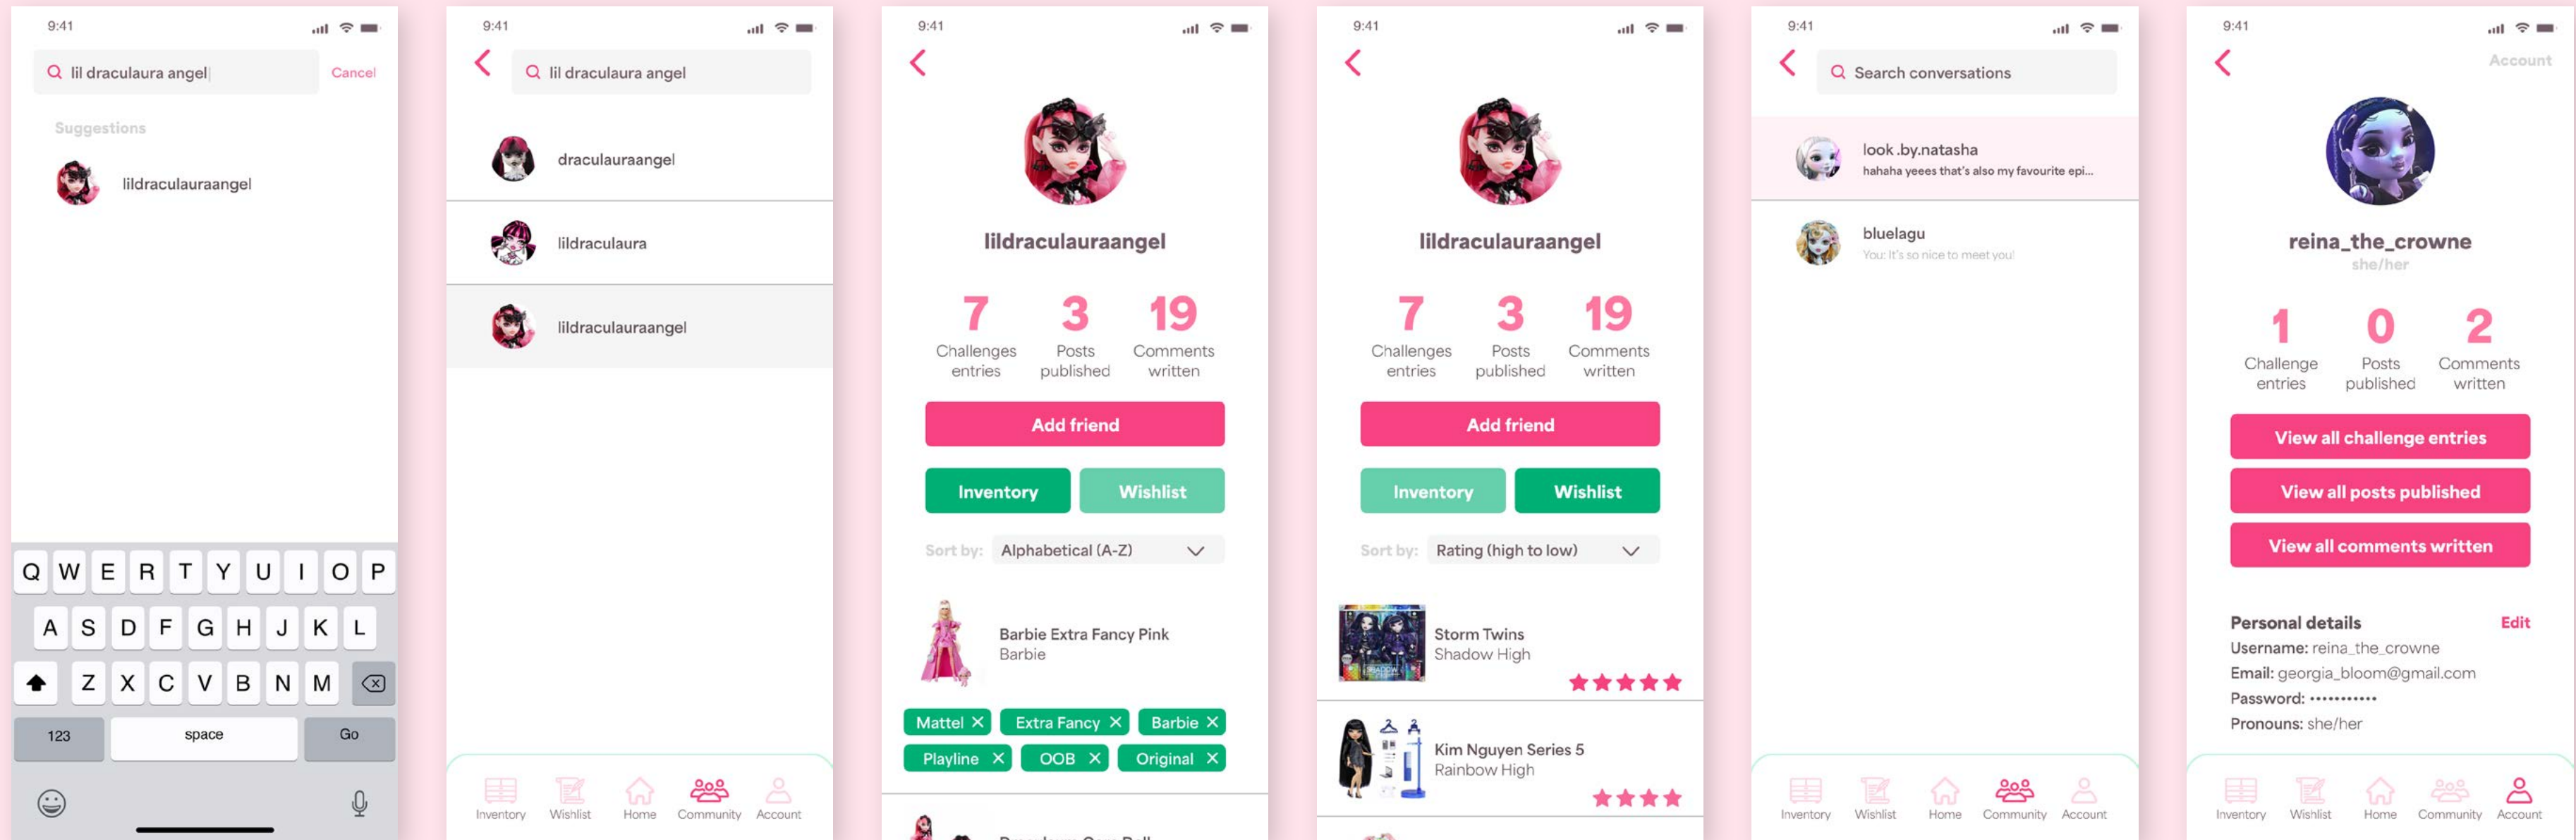 9:41
lil draculaura angel
Cancel
Suggestions
lildraculauraangel
Q W E R T Y U I O P
A S D F G H J K L
Z X C V B N M
123 space Go
9:41
lil draculaura angel
draculauraangel
lildraculaura
lildraculauraangel
Inventory Wishlist Home Community Account
9:41
lildraculauraangel
7 3 19
Challenges Posts Comments
entries published written
Add friend
Inventory Wishlist
Sort by: Alphabetical (A-Z)
Barbie Extra Fancy Pink
Barbie
Mattel Extra Fancy Barbie
Playline OOB Original
9:41
lildraculauraangel
7 3 19
Challenges Posts Comments
entries published written
Add friend
Inventory Wishlist
Sort by: Rating (high to low)
Storm Twins
Shadow High
Kim Nguyen Series 5
Rainbow High
9:41
Search conversations
look.by.natasha
hahaha yeees that's also my favourite epi...
bluelagu
You: It's so nice to meet you!
Inventory Wishlist Home Community Account
9:41
Account
reina_the_crowne
she/her
1 0 2
Challenge Posts Comments
entries published written
View all challenge entries
View all posts published
View all comments written
Personal details Edit
Username: reina_the_crowne
Email: georgia_bloom@gmail.com
Password: •••••••••••
Pronouns: she/her
Inventory Wishlist Home Community Account